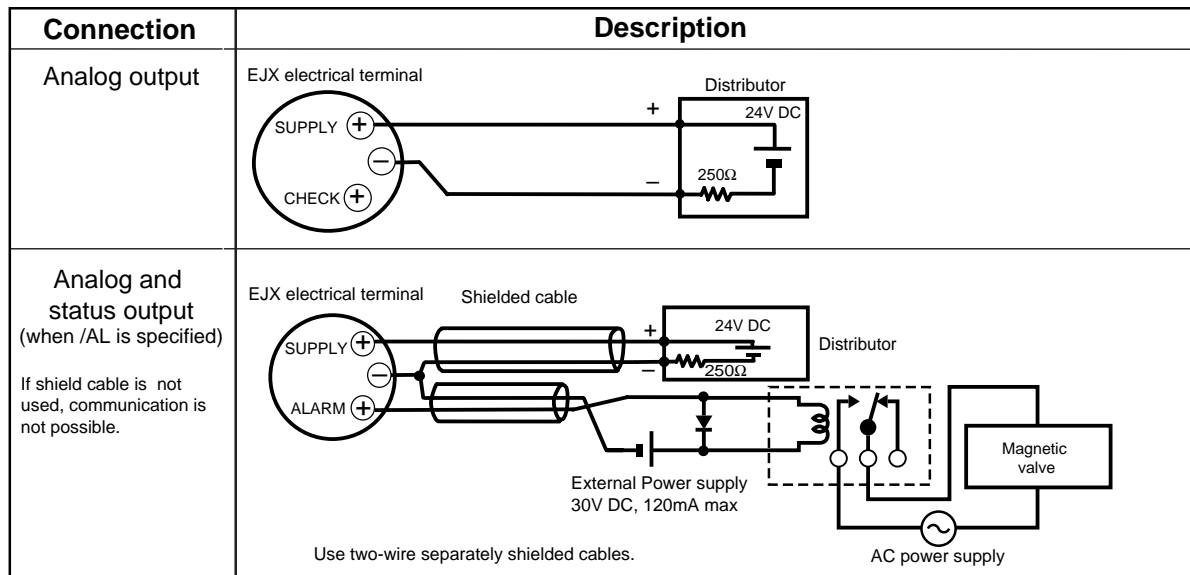 Connection
Description
Analog output
EJX electrical terminal
SUPPLY +
−
CHECK +
+
−
Distributor
24V DC
250Ω
Analog and
status output
(when /AL is specified)
If shield cable is not
used, communication is
not possible.
EJX electrical terminal
Shielded cable
SUPPLY +
−
ALARM +
+
−
24V DC
250Ω
Distributor
External Power supply
30V DC, 120mA max
Magnetic
valve
AC power supply
Use two-wire separately shielded cables.